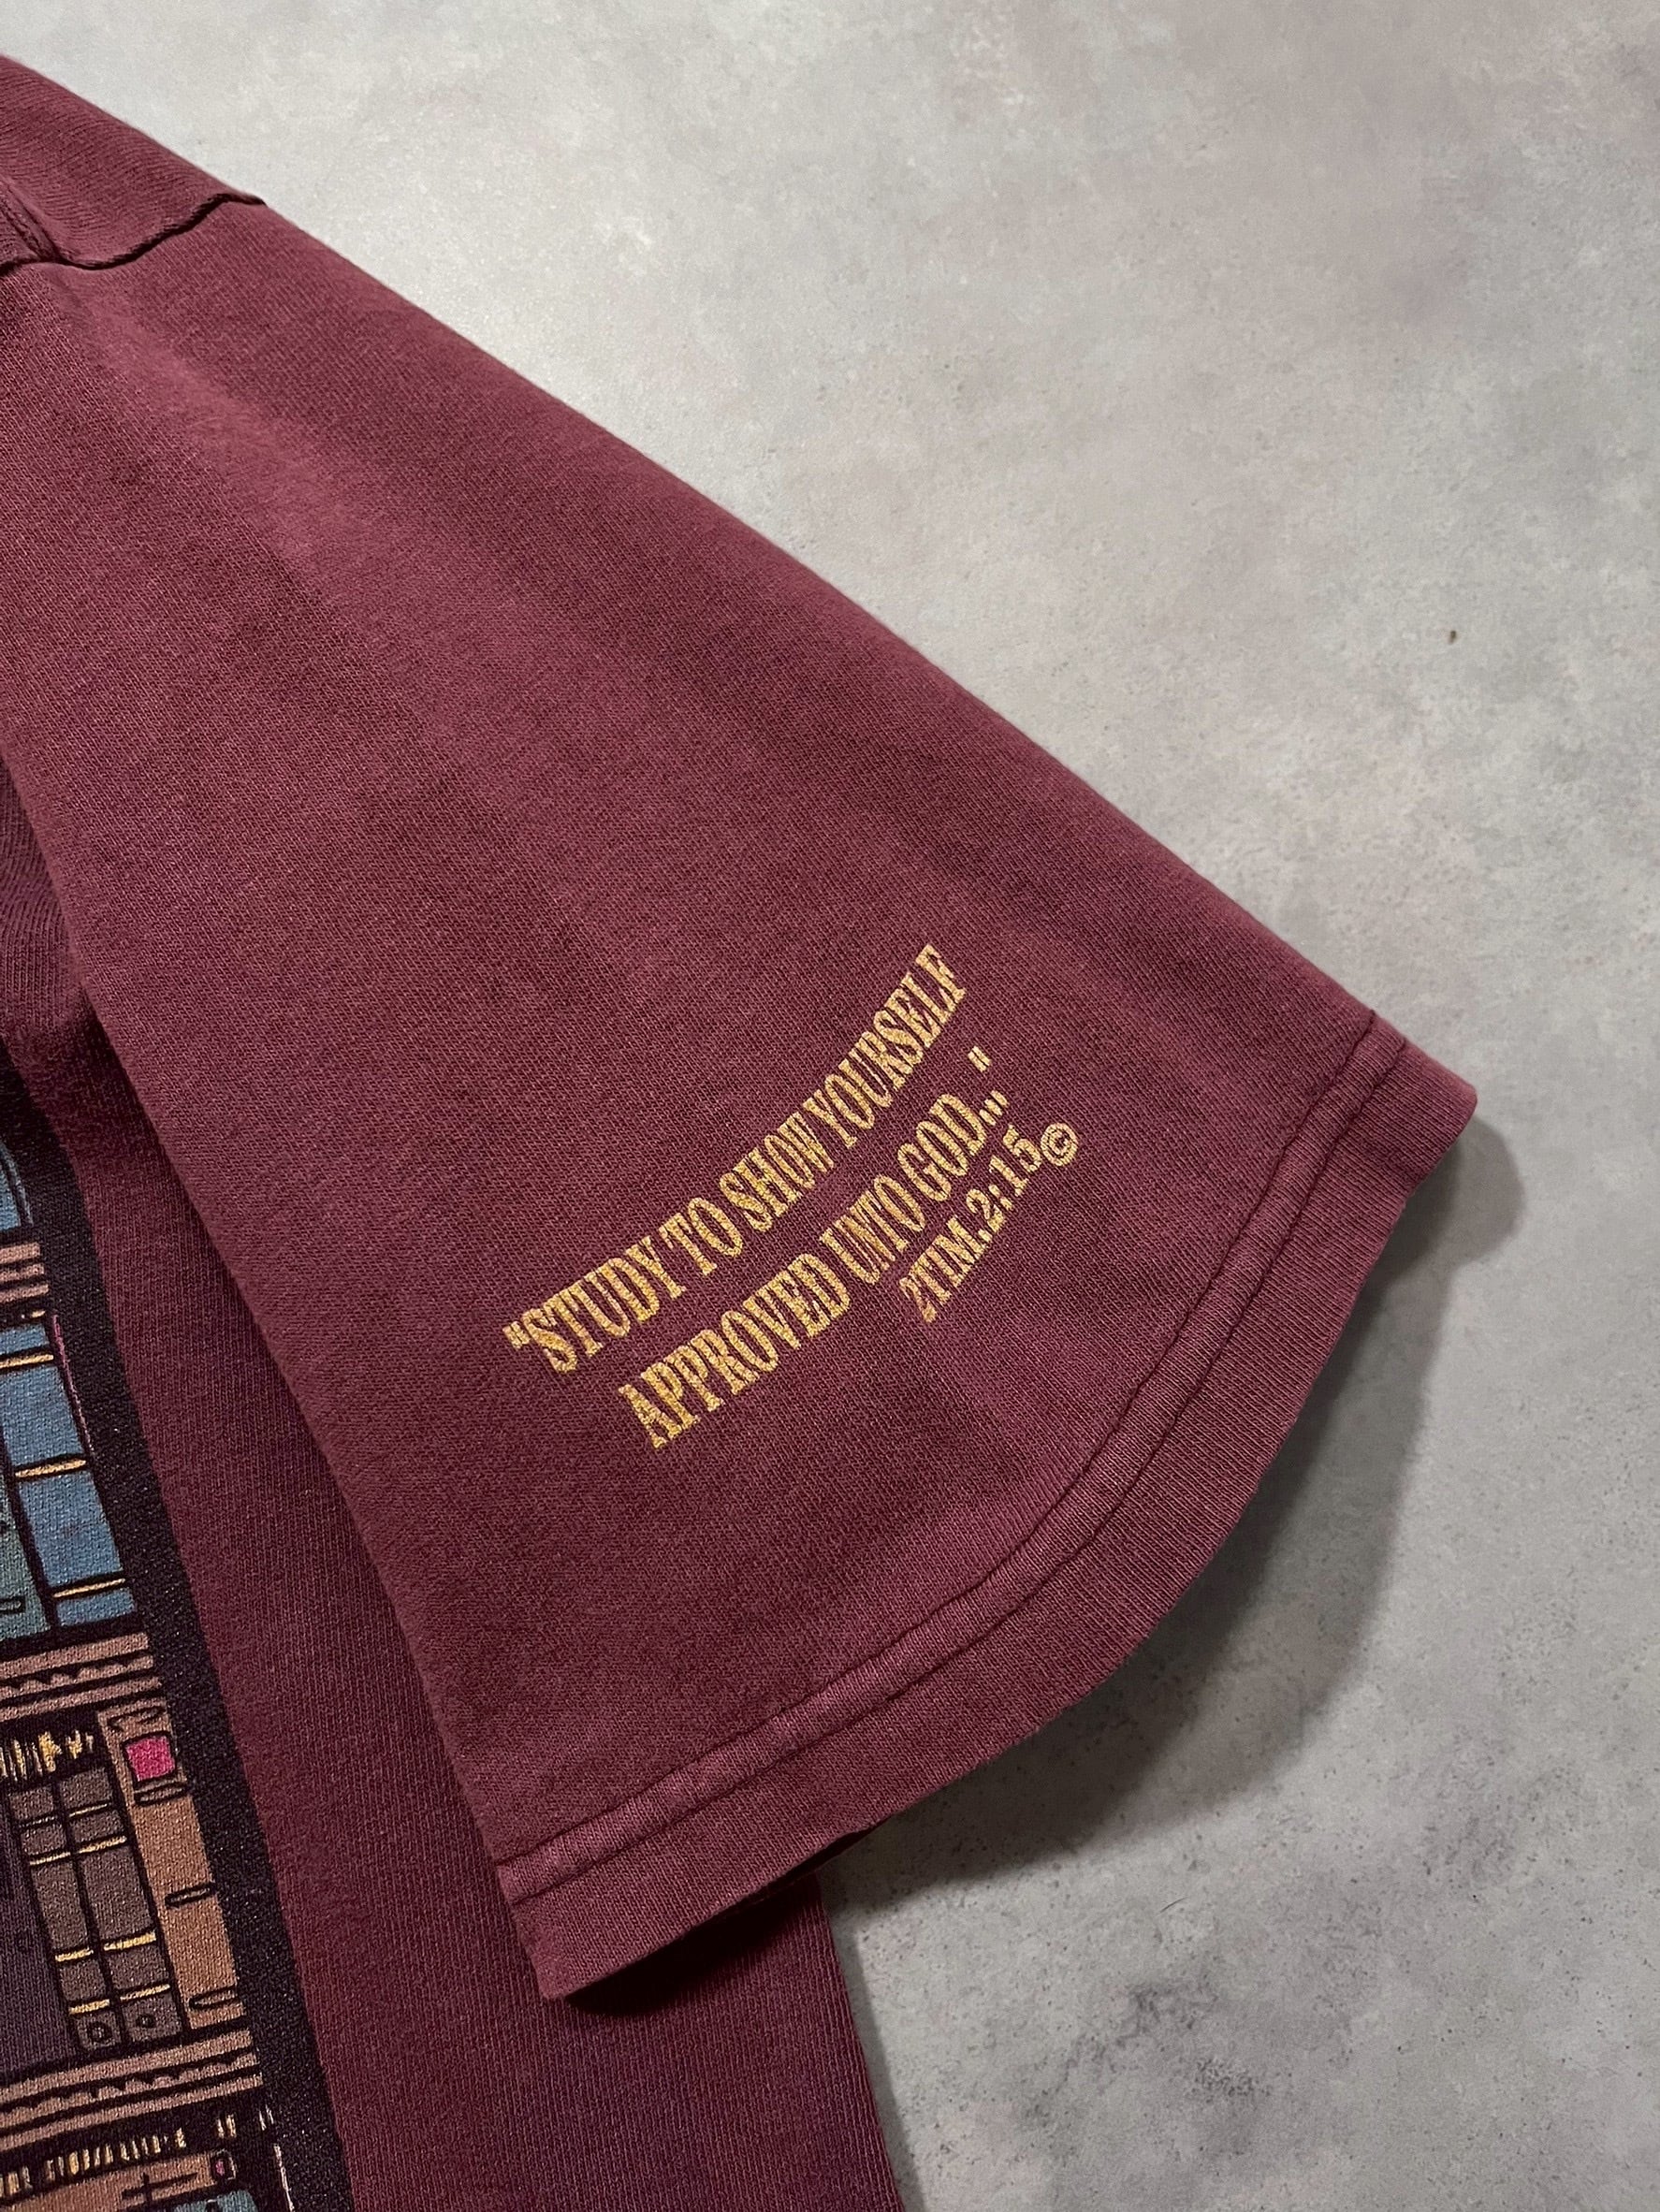 "STUDY TO SHOW YOURSELF
APPROVED UNTO GOD..,"
2TIM.2:15©